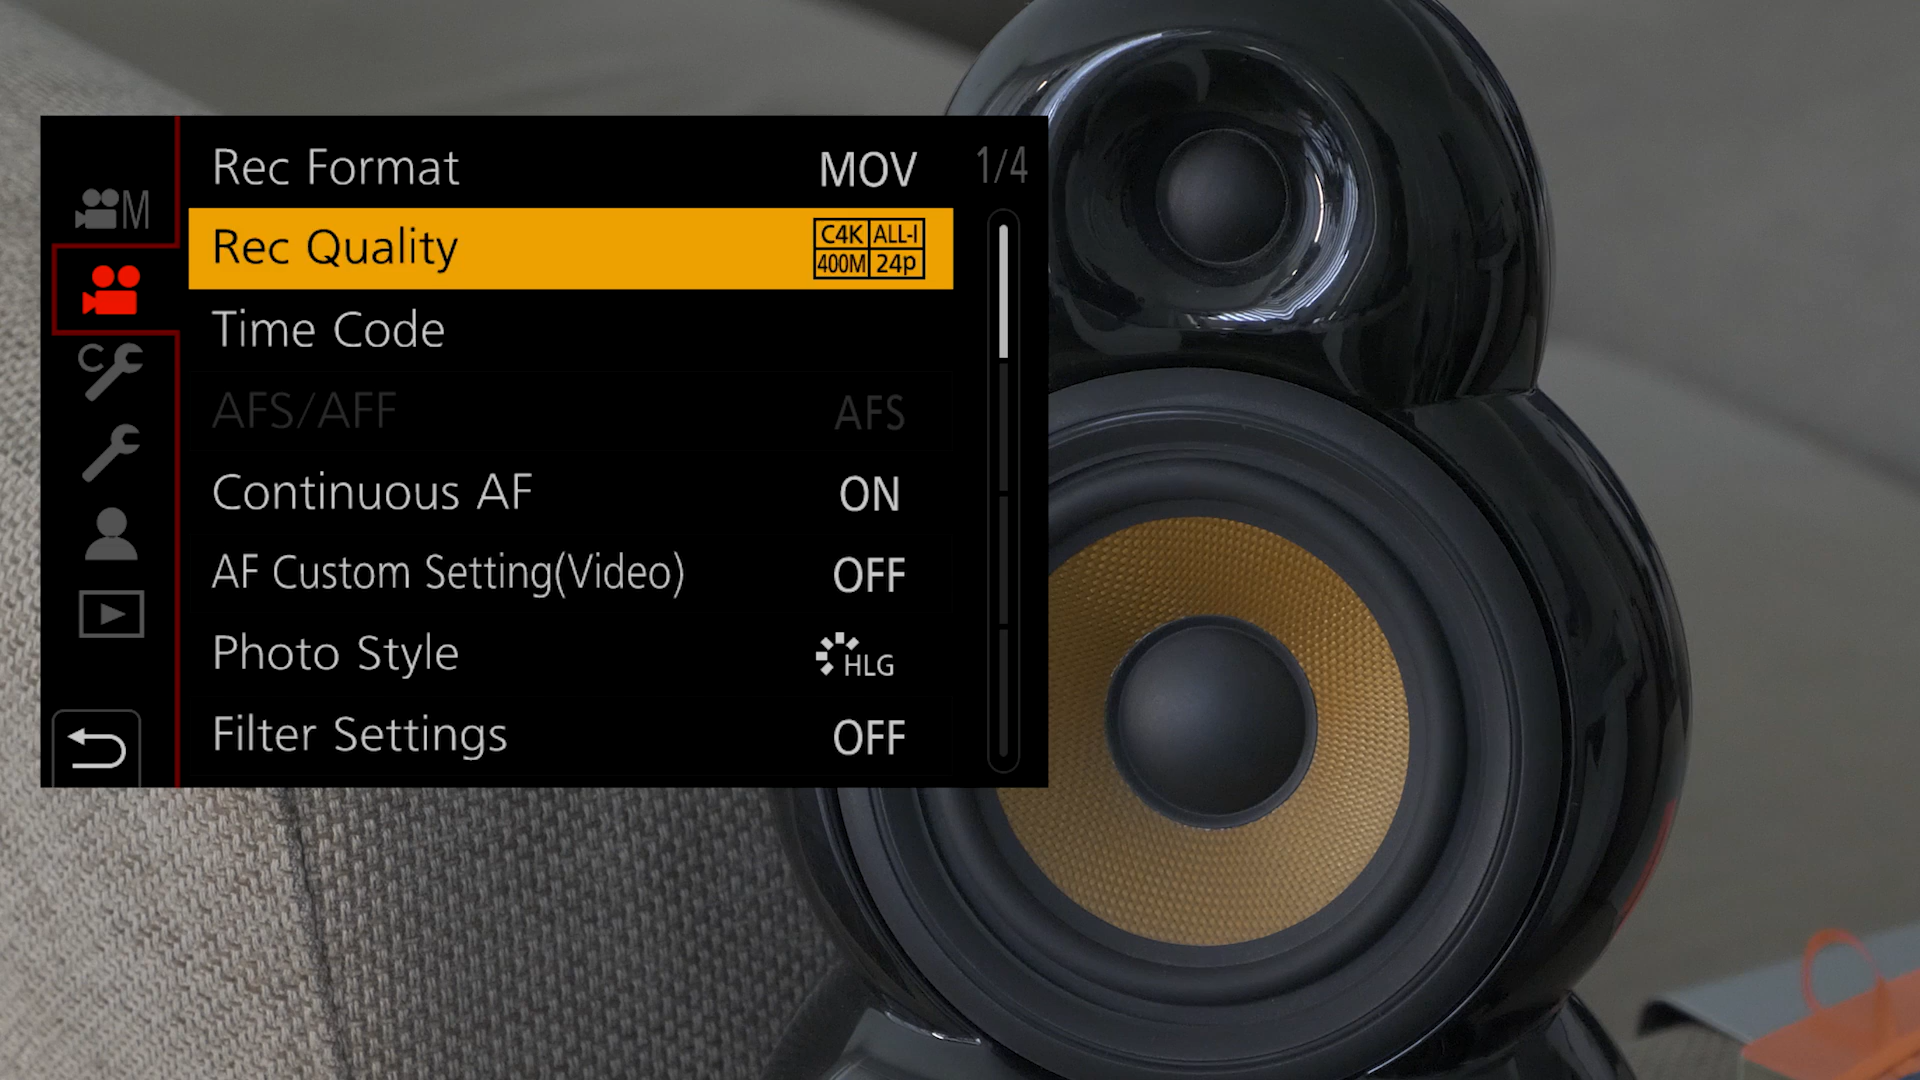 M
Rec Format MOV 1/4
Rec Quality C4K ALL-I
400M 24p
C
Time Code
AFS/AFF AFS
Continuous AF ON
AF Custom Setting(Video) OFF
Photo Style HLG
Filter Settings OFF